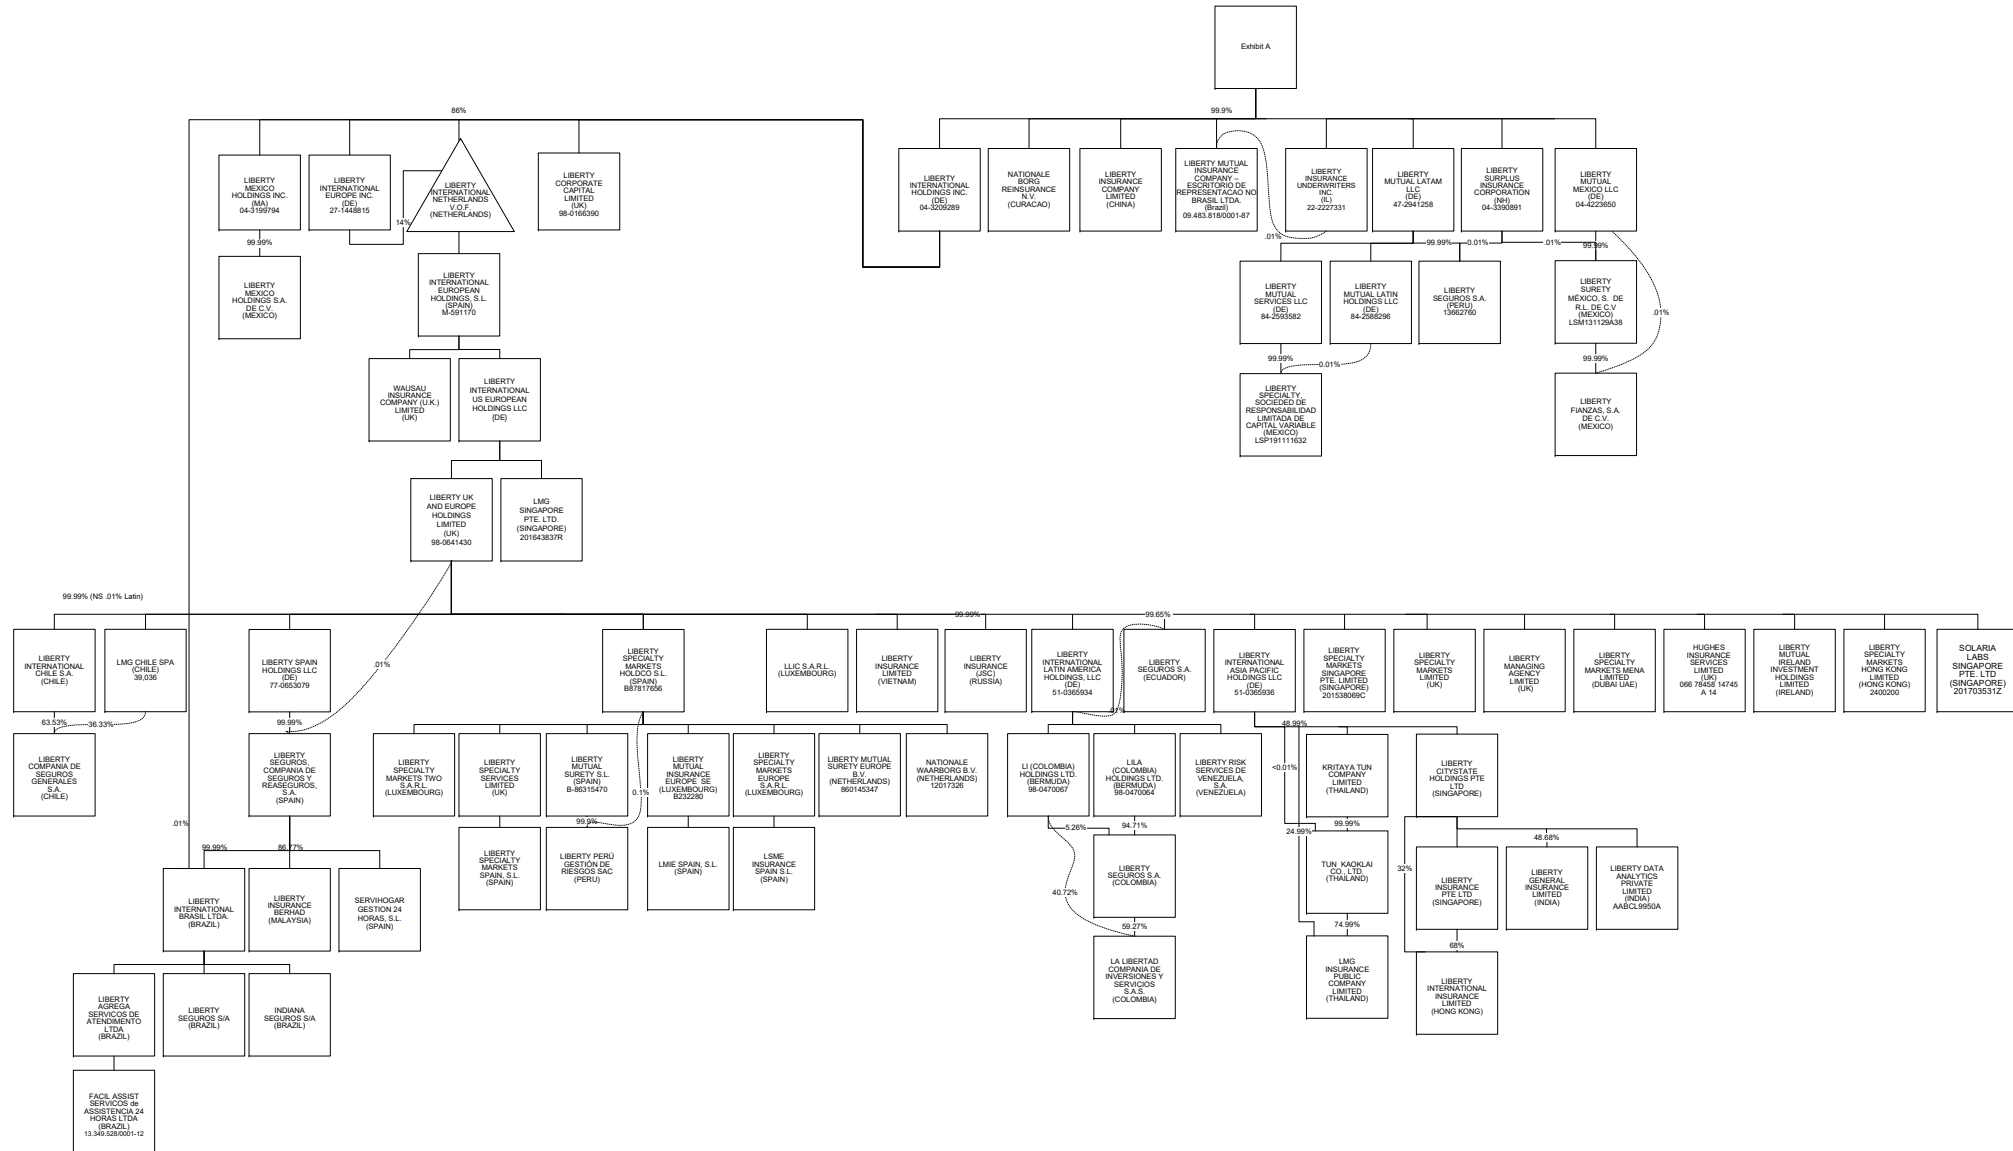 Exhibit A
86%
99.9%
LIBERTY
MEXICO
HOLDINGS INC.
(MA)
04-3199794
LIBERTY
INTERNATIONAL
EUROPE INC.
(DE)
27-1448815
LIBERTY
INTERNATIONAL
NETHERLANDS
V.O.F.
(NETHERLANDS)
LIBERTY
CORPORATE
CAPITAL
LIMITED
(UK)
98-0166390
LIBERTY
INTERNATIONAL
HOLDINGS INC.
(DE)
04-3209289
NATIONALE
BORG
REINSURANCE
N.V.
(CURACAO)
LIBERTY
INSURANCE
COMPANY
LIMITED
(CHINA)
LIBERTY MUTUAL
INSURANCE
COMPANY –
ESCRITORIO DE
REPRESENTACAO NO
BRASIL LTDA.
(Brazil)
09.483.818/0001-87
LIBERTY
INSURANCE
UNDERWRITERS
INC.
(IL)
22-2227331
LIBERTY
MUTUAL LATAM
LLC
(DE)
47-2941258
LIBERTY
SURPLUS
INSURANCE
CORPORATION
(NH)
04-3390891
LIBERTY
MUTUAL
MEXICO LLC
(DE)
04-4223650
14%
.01%
99.99%
99.99%
0.01%
.01%
99.99%
LIBERTY
MEXICO
HOLDINGS S.A.
DE C.V.
(MEXICO)
LIBERTY
INTERNATIONAL
EUROPEAN
HOLDINGS, S.L.
(SPAIN)
M-591170
LIBERTY
MUTUAL
SERVICES LLC
(DE)
84-2593582
LIBERTY
MUTUAL LATIN
HOLDINGS LLC
(DE)
84-2588296
LIBERTY
SEGUROS S.A.
(PERU)
13662760
LIBERTY
SURETY
MÉXICO, S. DE
R.L. DE C.V
(MEXICO)
LSM131129A38
.01%
99.99%
0.01%
99.99%
WAUSAU
INSURANCE
COMPANY (U.K.)
LIMITED
(UK)
LIBERTY
INTERNATIONAL
US EUROPEAN
HOLDINGS LLC
(DE)
LIBERTY
SPECIALTY,
SOCIEDED DE
RESPONSABILIDAD
LIMITADA DE
CAPITAL VARIABLE
(MEXICO)
LSP191111632
LIBERTY
FIANZAS, S.A.
DE C.V.
(MEXICO)
LIBERTY UK
AND EUROPE
HOLDINGS
LIMITED
(UK)
98-0641430
LMG
SINGAPORE
PTE. LTD.
(SINGAPORE)
201643837R
99.99% (NS .01% Latin)
99.99%
99.65%
LIBERTY
INTERNATIONAL
CHILE S.A.
(CHILE)
LMG CHILE SPA
(CHILE)
39,036
LIBERTY SPAIN
HOLDINGS LLC
(DE)
77-0653079
.01%
LIBERTY
SPECIALTY
MARKETS
HOLDCO S.L.
(SPAIN)
B87817656
LLIC S.A.R.L.
(LUXEMBOURG)
LIBERTY
INSURANCE
LIMITED
(VIETNAM)
LIBERTY
INSURANCE
(JSC)
(RUSSIA)
LIBERTY
INTERNATIONAL
LATIN AMERICA
HOLDINGS, LLC
(DE)
51-0365934
LIBERTY
SEGUROS S.A.
(ECUADOR)
LIBERTY
INTERNATIONAL
ASIA PACIFIC
HOLDINGS LLC
(DE)
51-0365936
LIBERTY
SPECIALTY
MARKETS
SINGAPORE
PTE. LIMITED
(SINGAPORE)
201538069C
LIBERTY
SPECIALTY
MARKETS
LIMITED
(UK)
LIBERTY
MANAGING
AGENCY
LIMITED
(UK)
LIBERTY
SPECIALTY
MARKETS MENA
LIMITED
(DUBAI UAE)
HUGHES
INSURANCE
SERVICES
LIMITED
(UK)
066 78458 14745
A 14
LIBERTY
MUTUAL
IRELAND
INVESTMENT
HOLDINGS
LIMITED
(IRELAND)
LIBERTY
SPECIALTY
MARKETS
HONG KONG
LIMITED
(HONG KONG)
2400200
SOLARIA
LABS
SINGAPORE
PTE. LTD
(SINGAPORE)
201703531Z
63.53%
36.33%
99.99%
.01%
48.99%
LIBERTY
COMPANIA DE
SEGUROS
GENERALES
S.A.
(CHILE)
LIBERTY
SEGUROS,
COMPANIA DE
SEGUROS Y
REASEGUROS,
S.A.
(SPAIN)
LIBERTY
SPECIALTY
MARKETS TWO
S.A.R.L.
(LUXEMBOURG)
LIBERTY
SPECIALTY
SERVICES
LIMITED
(UK)
LIBERTY
MUTUAL
SURETY S.L.
(SPAIN)
B-86315470
0.1%
LIBERTY
MUTUAL
INSURANCE
EUROPE SE
(LUXEMBOURG)
B232280
LIBERTY
SPECIALTY
MARKETS
EUROPE
S.A.R.L.
(LUXEMBOURG)
LIBERTY MUTUAL
SURETY EUROPE
B.V.
(NETHERLANDS)
860145347
NATIONALE
WAARBORG B.V.
(NETHERLANDS)
12017326
LI (COLOMBIA)
HOLDINGS LTD.
(BERMUDA)
98-0470067
LILA
(COLOMBIA)
HOLDINGS LTD.
(BERMUDA)
98-0470064
LIBERTY RISK
SERVICES DE
VENEZUELA,
S.A.
(VENEZUELA)
<0.01%
KRITAYA TUN
COMPANY
LIMITED
(THAILAND)
LIBERTY
CITYSTATE
HOLDINGS PTE
LTD
(SINGAPORE)
.01%
99.99%
86.77%
99.9%
5.26%
94.71%
24.99%
99.99%
48.68%
LIBERTY
INTERNATIONAL
BRASIL LTDA.
(BRAZIL)
LIBERTY
INSURANCE
BERHAD
(MALAYSIA)
SERVIHOGAR
GESTION 24
HORAS, S.L.
(SPAIN)
LIBERTY
SPECIALTY
MARKETS
SPAIN, S.L.
(SPAIN)
LIBERTY PERÚ
GESTIÓN DE
RIESGOS SAC
(PERU)
LMIE SPAIN, S.L.
(SPAIN)
LSME
INSURANCE
SPAIN S.L.
(SPAIN)
40.72%
LIBERTY
SEGUROS S.A.
(COLOMBIA)
TUN KAOKLAI
CO., LTD.
(THAILAND)
32%
LIBERTY
INSURANCE
PTE LTD
(SINGAPORE)
LIBERTY
GENERAL
INSURANCE
LIMITED
(INDIA)
LIBERTY DATA
ANALYTICS
PRIVATE
LIMITED
(INDIA)
AABCL9950A
59.27%
74.99%
68%
LIBERTY
AGREGA
SERVICOS DE
ATENDIMENTO
LTDA
(BRAZIL)
LIBERTY
SEGUROS S/A
(BRAZIL)
INDIANA
SEGUROS S/A
(BRAZIL)
LA LIBERTAD
COMPANIA DE
INVERSIONES Y
SERVICIOS
S.A.S.
(COLOMBIA)
LMG
INSURANCE
PUBLIC
COMPANY
LIMITED
(THAILAND)
LIBERTY
INTERNATIONAL
INSURANCE
LIMITED
(HONG KONG)
FACIL ASSIST
SERVICOS de
ASSISTENCIA 24
HORAS LTDA
(BRAZIL)
13.349.528/0001-12